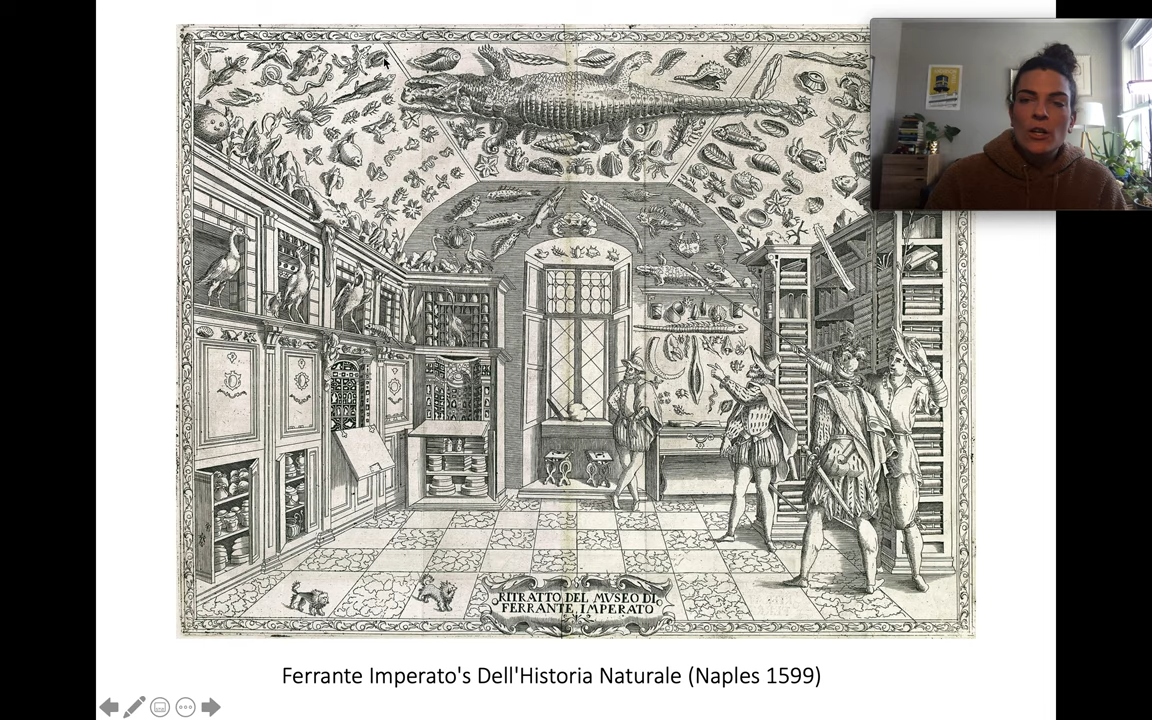 RITRATTO DEL MVSEO DI
FERRANTE IMPERATO
Ferrante Imperato's Dell'Historia Naturale (Naples 1599)